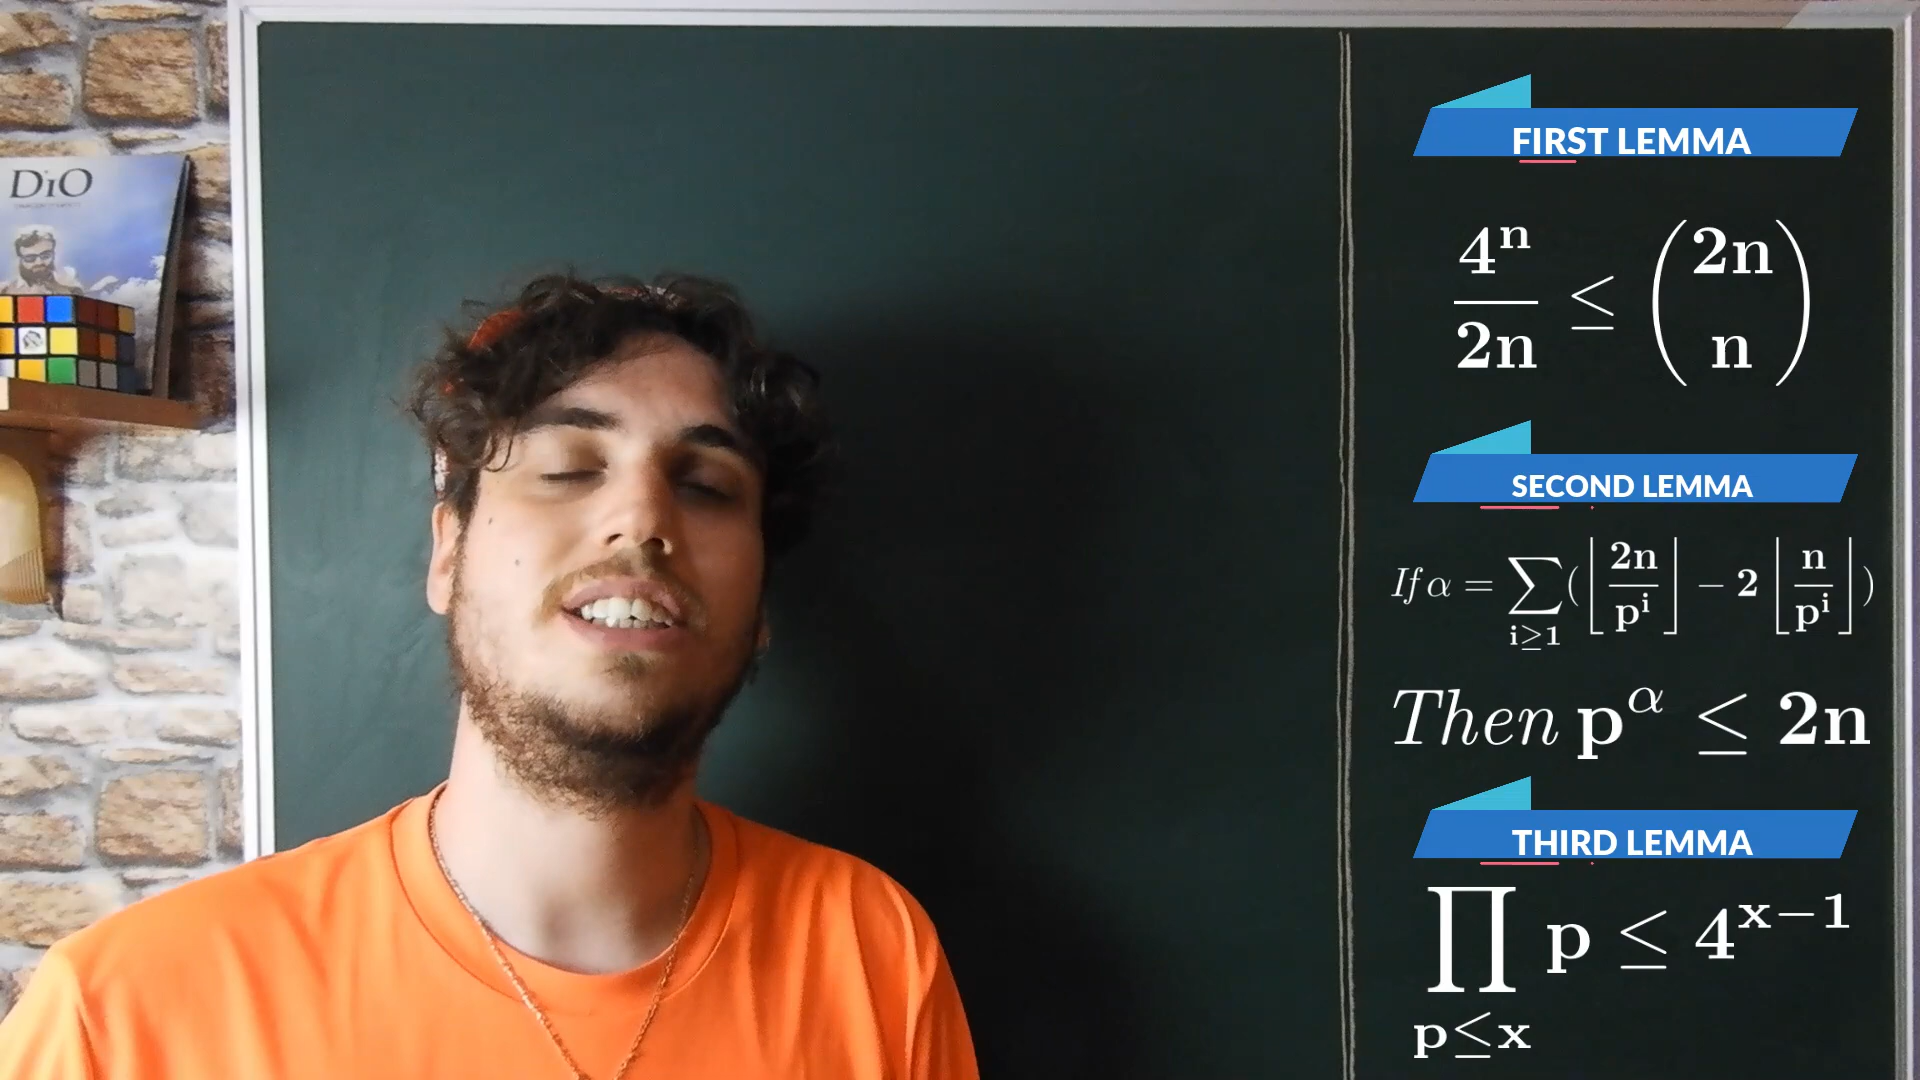 DiO
FIRST LEMMA
4ⁿ/2n ≤ (2n n)
SECOND LEMMA
If α = ∑_{i≥1} (⌊2n/pⁱ⌋ − 2 ⌊n/pⁱ⌋)
Then p^α ≤ 2n
THIRD LEMMA
∏_{p≤x} p ≤ 4^{x−1}